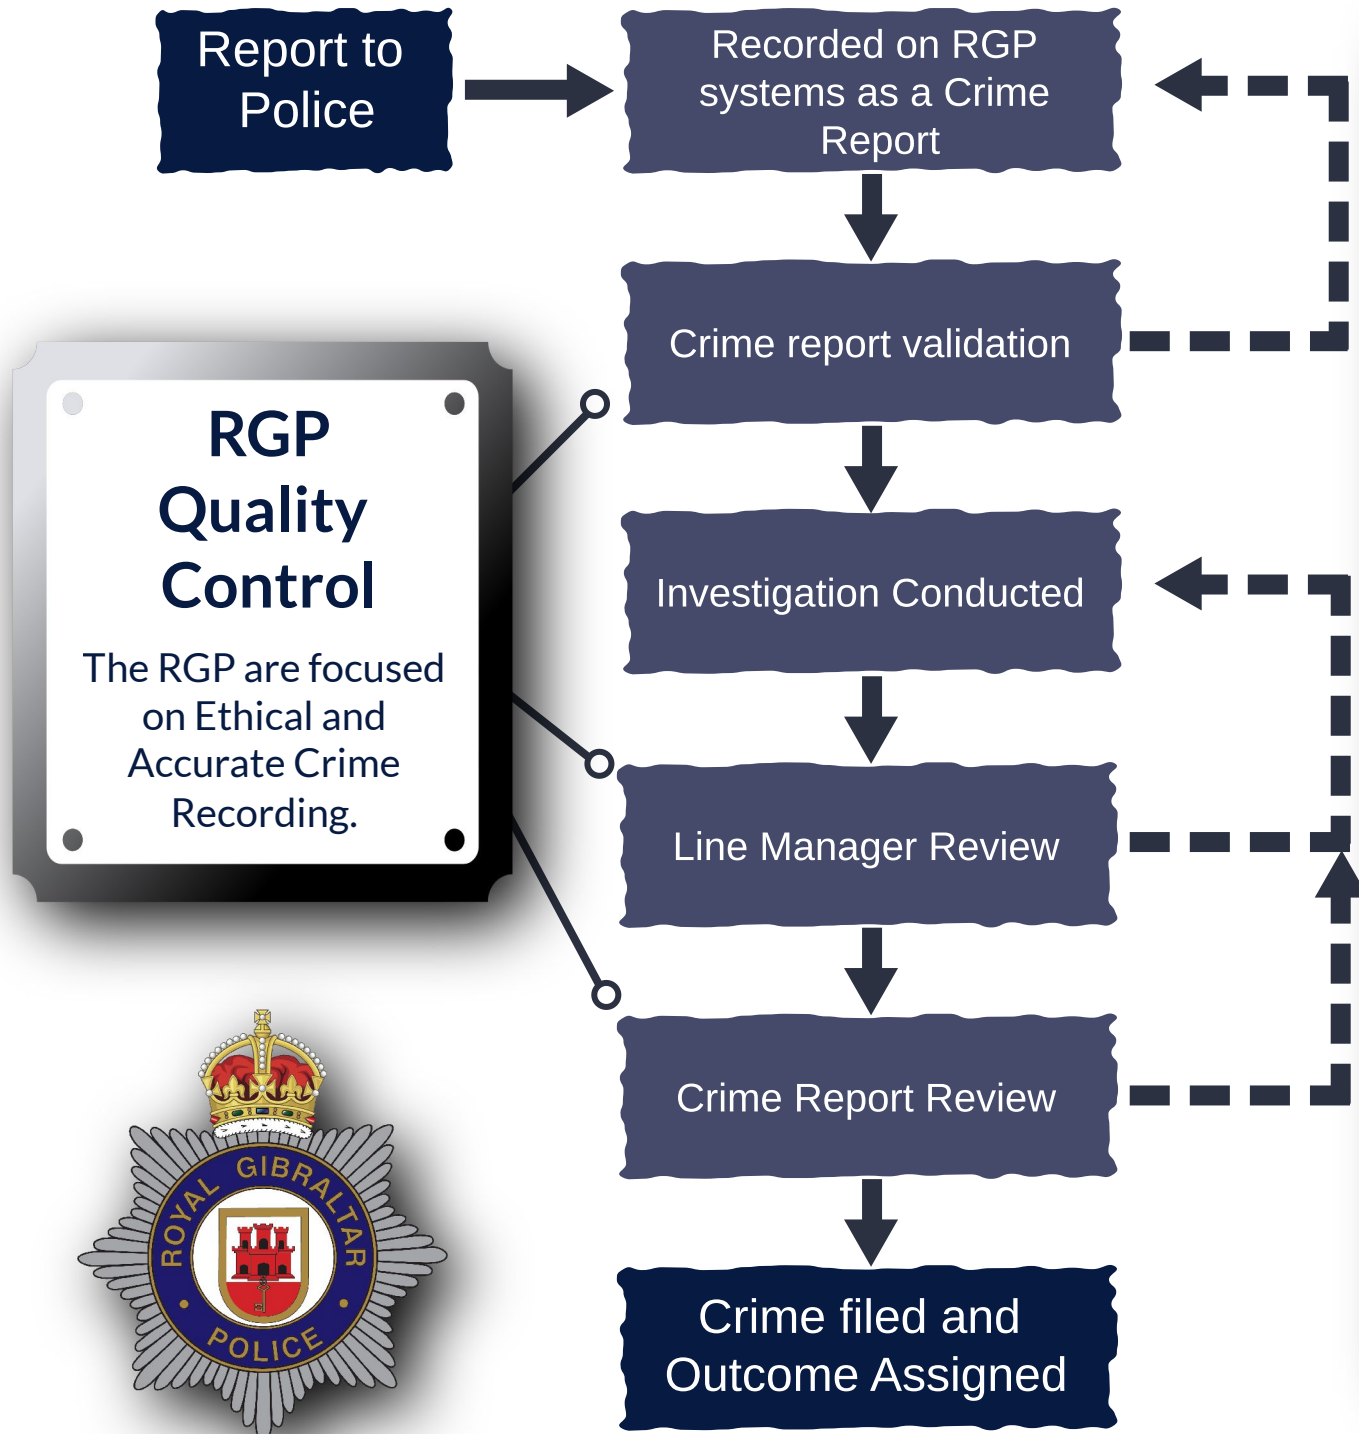 Report to
Police
Recorded on RGP
systems as a Crime
Report
Crime report validation
RGP
Quality
Control
The RGP are focused
on Ethical and
Accurate Crime
Recording.
Investigation Conducted
Line Manager Review
Crime Report Review
Crime filed and
Outcome Assigned
ROYAL GIBRALTAR
POLICE